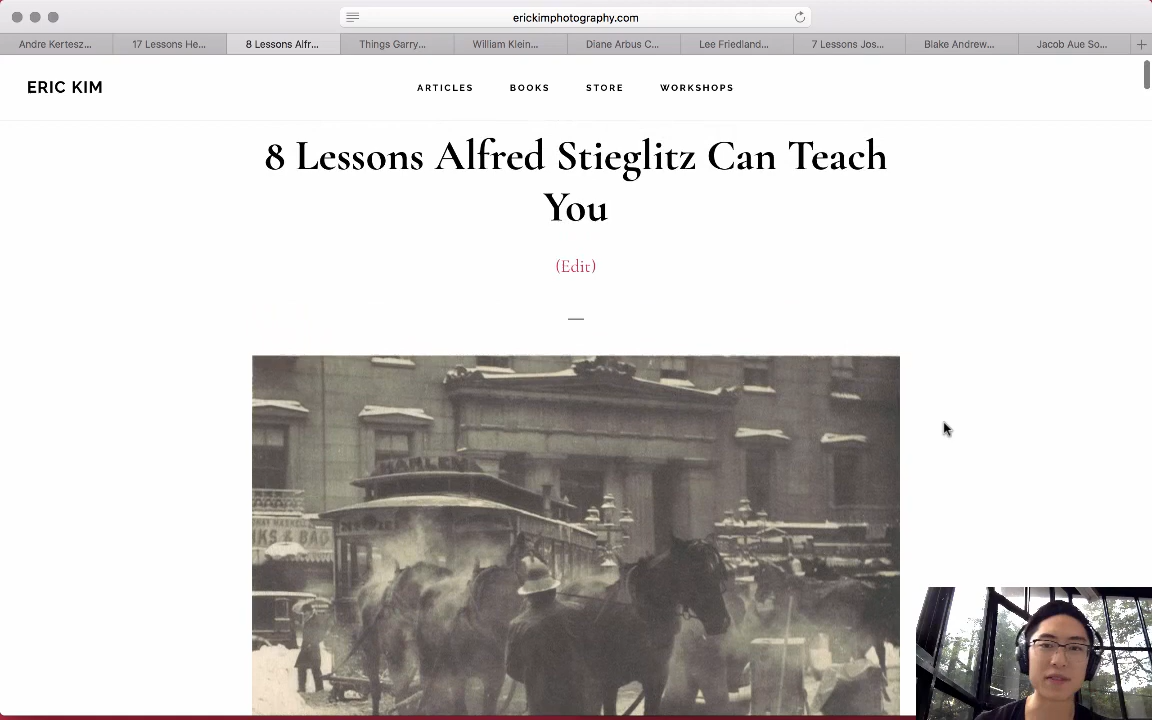 erickimphotography.com
Andre Kertesz... 17 Lessons He... 8 Lessons Alfr... Things Garry... William Klein... Diane Arbus C... Lee Friedland... 7 Lessons Jos... Blake Andrew... Jacob Aue So...
ERIC KIM
ARTICLES BOOKS STORE WORKSHOPS
8 Lessons Alfred Stieglitz Can Teach
You
(Edit)
HARLEM